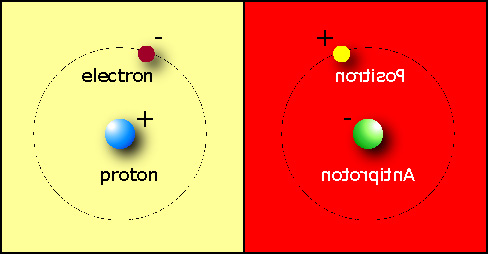 -
electron
+
proton
+
Positron
-
Antiproton